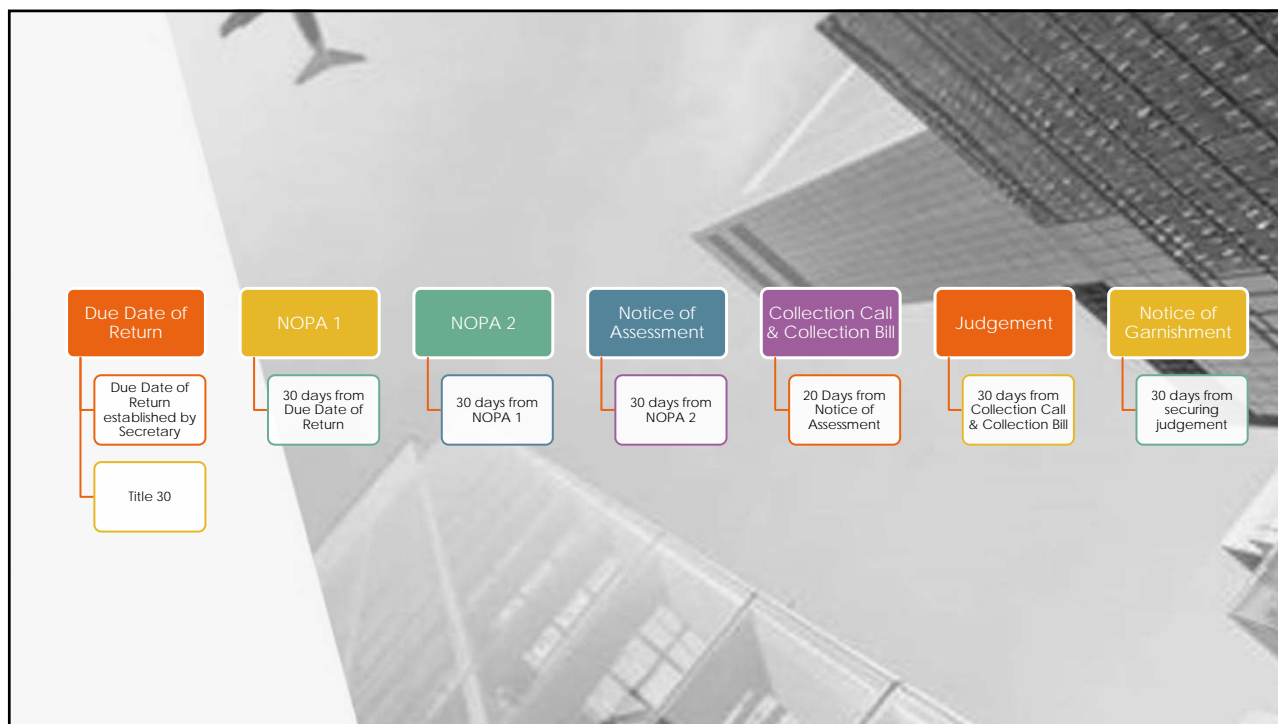 Due Date of
Return
Due Date of
Return
established by
Secretary
Title 30
NOPA 1
30 days from
Due Date of
Return
NOPA 2
30 days from
NOPA 1
Notice of
Assessment
30 days from
NOPA 2
Collection Call
& Collection Bill
20 Days from
Notice of
Assessment
Judgement
30 days from
Collection Call
& Collection Bill
Notice of
Garnishment
30 days from
securing
judgement